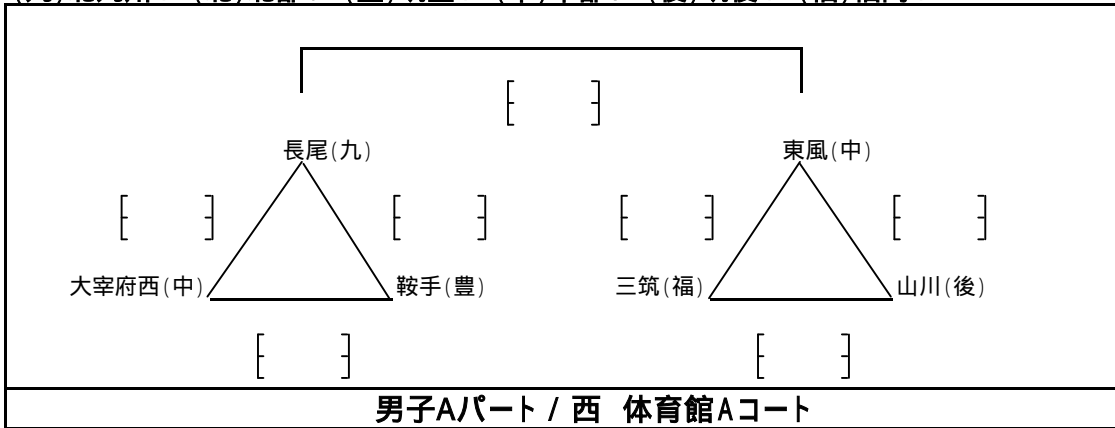 長尾(九)
東風(中)
大宰府西(中)
鞍手(豊)
三筑(福)
山川(後)
男子Aパート / 西 体育館Aコート